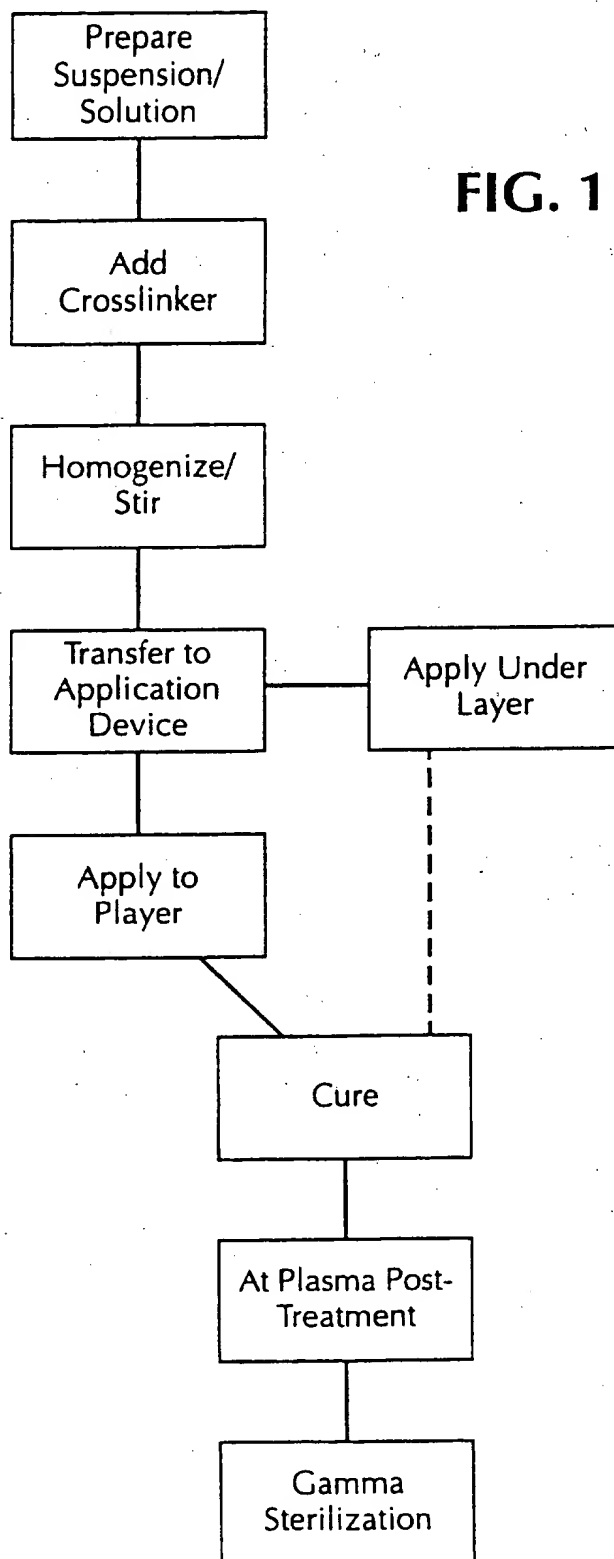 Prepare
Suspension/
Solution
FIG. 1
Add
Crosslinker
Homogenize/
Stir
Transfer to
Application
Device
Apply Under
Layer
Apply to
Player
Cure
At Plasma Post-
Treatment
Gamma
Sterilization